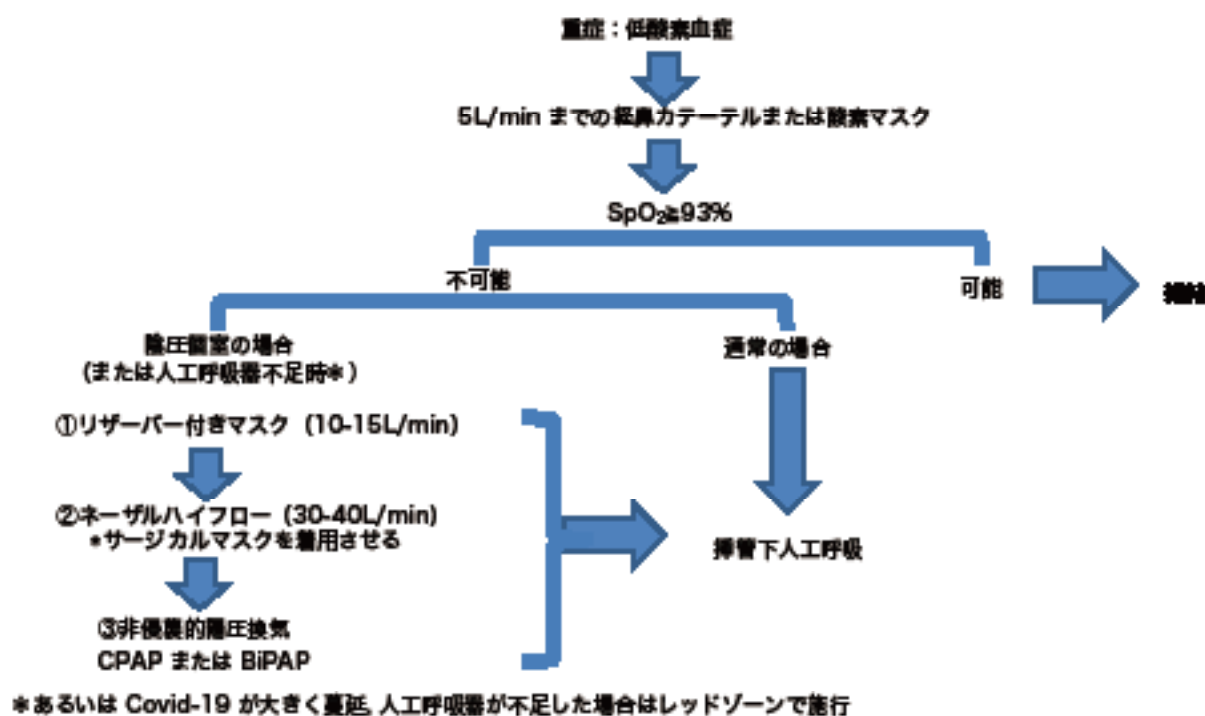 重症：低酸素血症
5L/min までの経鼻カテーテルまたは酸素マスク
SpO₂≧93%
不可能
可能
陰圧個室の場合
（または人工呼吸器不足時＊）
通常の場合
①リザーバー付きマスク（10-15L/min）
②ネーザルハイフロー（30-40L/min）
＊サージカルマスクを着用させる
挿管下人工呼吸
③非侵襲的陽圧換気
CPAP または BiPAP
＊あるいは Covid-19 が大きく蔓延, 人工呼吸器が不足した場合はレッドゾーンで施行